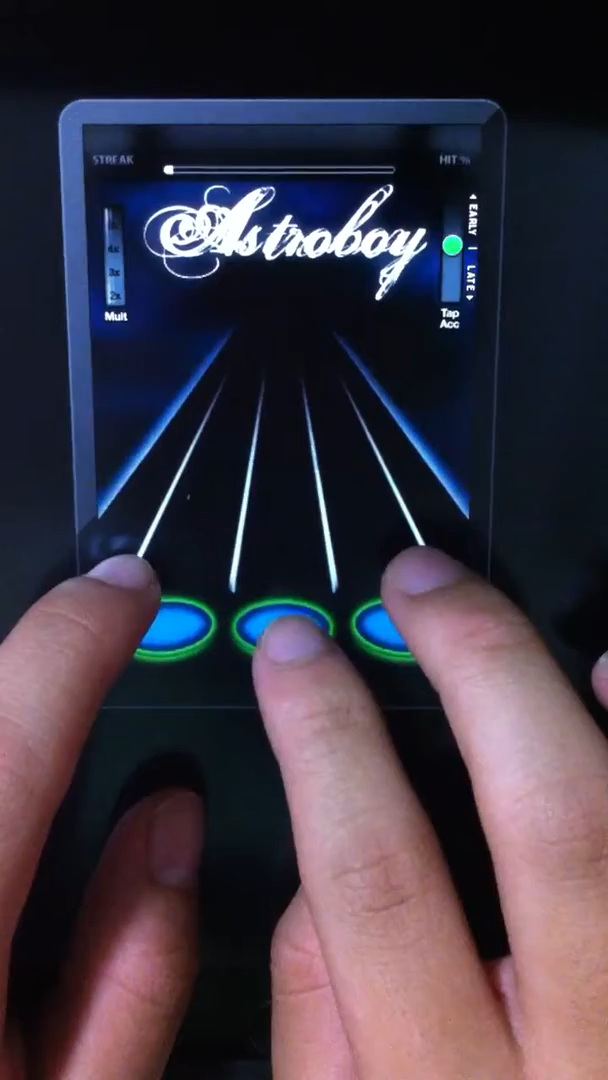 STREAK
HIT %
Astroboy
EARLY | LATE
4x
3x
2x
Mult
Tap
Acc